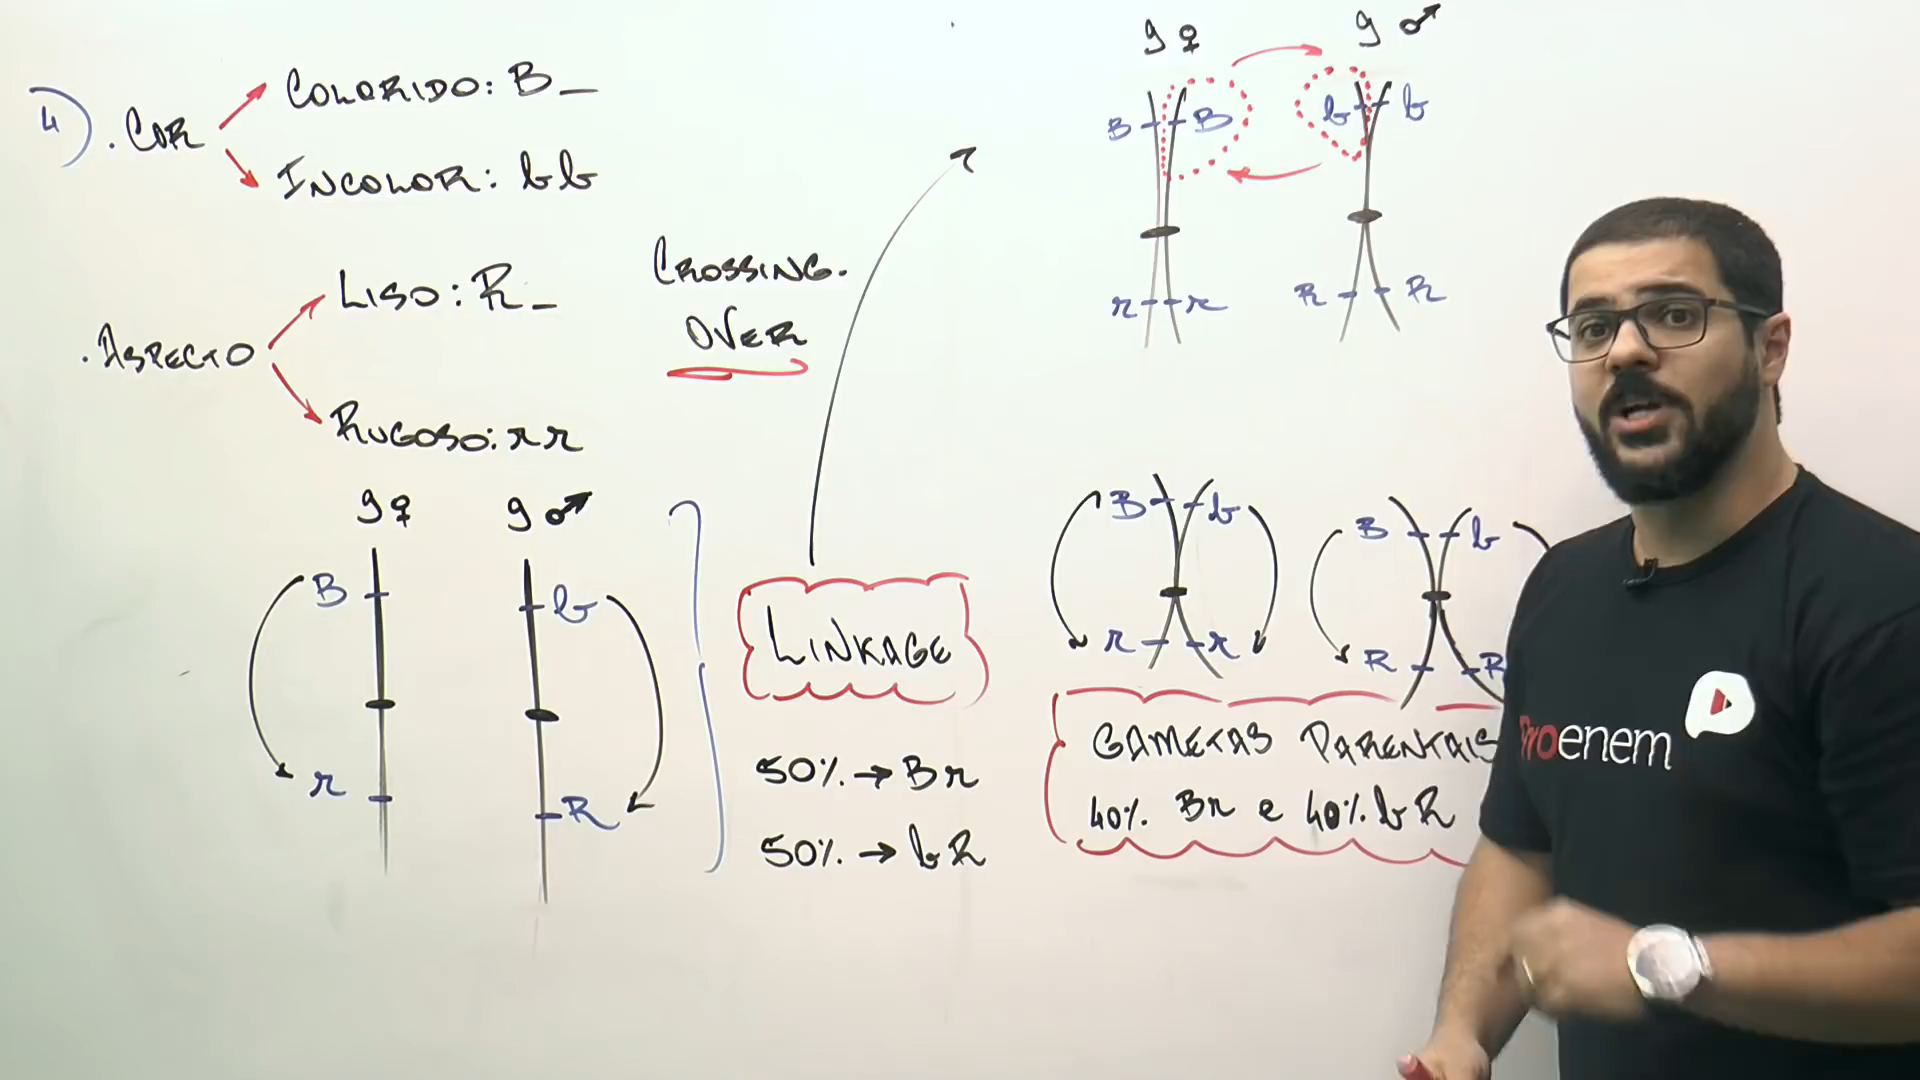 4) . COR
COLORIDO: B_
INCOLOR: bb
. ASPECTO
LISO: R_
RUGOSO: rr
CROSSING.
OVER
g♀ g♂
B b
r R
LINKAGE
50% → Br
50% → bR
g♀ g♂
B B b b
r r R R
B b B b
r r R R
GAMETAS PARENTAIS
40% Br e 40% bR
Proenem